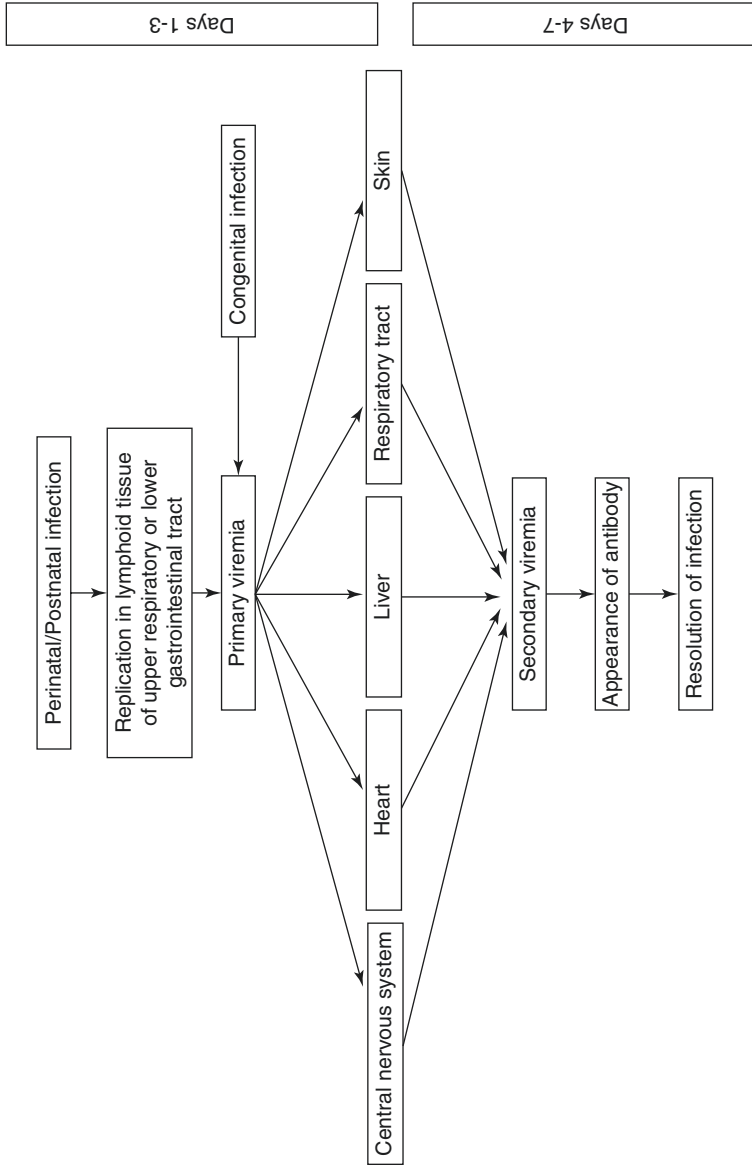 Days 1-3
Days 4-7
Perinatal/Postnatal infection
Replication in lymphoid tissue
of upper respiratory or lower
gastrointestinal tract
Congenital infection
Primary viremia
Central nervous system
Heart
Liver
Respiratory tract
Skin
Secondary viremia
Appearance of antibody
Resolution of infection